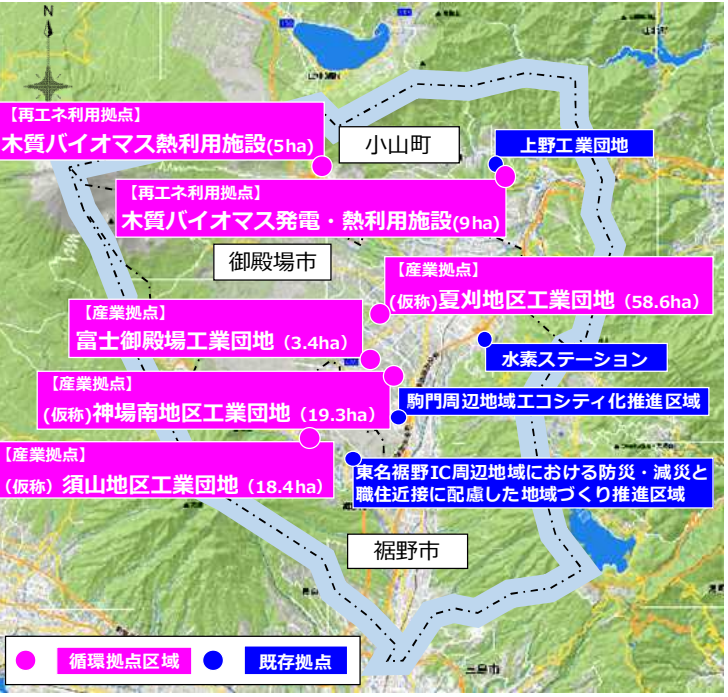 N
【再エネ利用拠点】
木質バイオマス熱利用施設(5ha)
小山町
上野工業団地
【再エネ利用拠点】
木質バイオマス発電・熱利用施設(9ha)
御殿場市
【産業拠点】
(仮称)夏刈地区工業団地（58.6ha）
【産業拠点】
富士御殿場工業団地（3.4ha）
水素ステーション
【産業拠点】
(仮称)神場南地区工業団地（19.3ha）
駒門周辺地域エコシティ化推進区域
【産業拠点】
（仮称）須山地区工業団地（18.4ha）
東名裾野IC周辺地域における防災・減災と
職住近接に配慮した地域づくり推進区域
裾野市
循環拠点区域
既存拠点
三島市